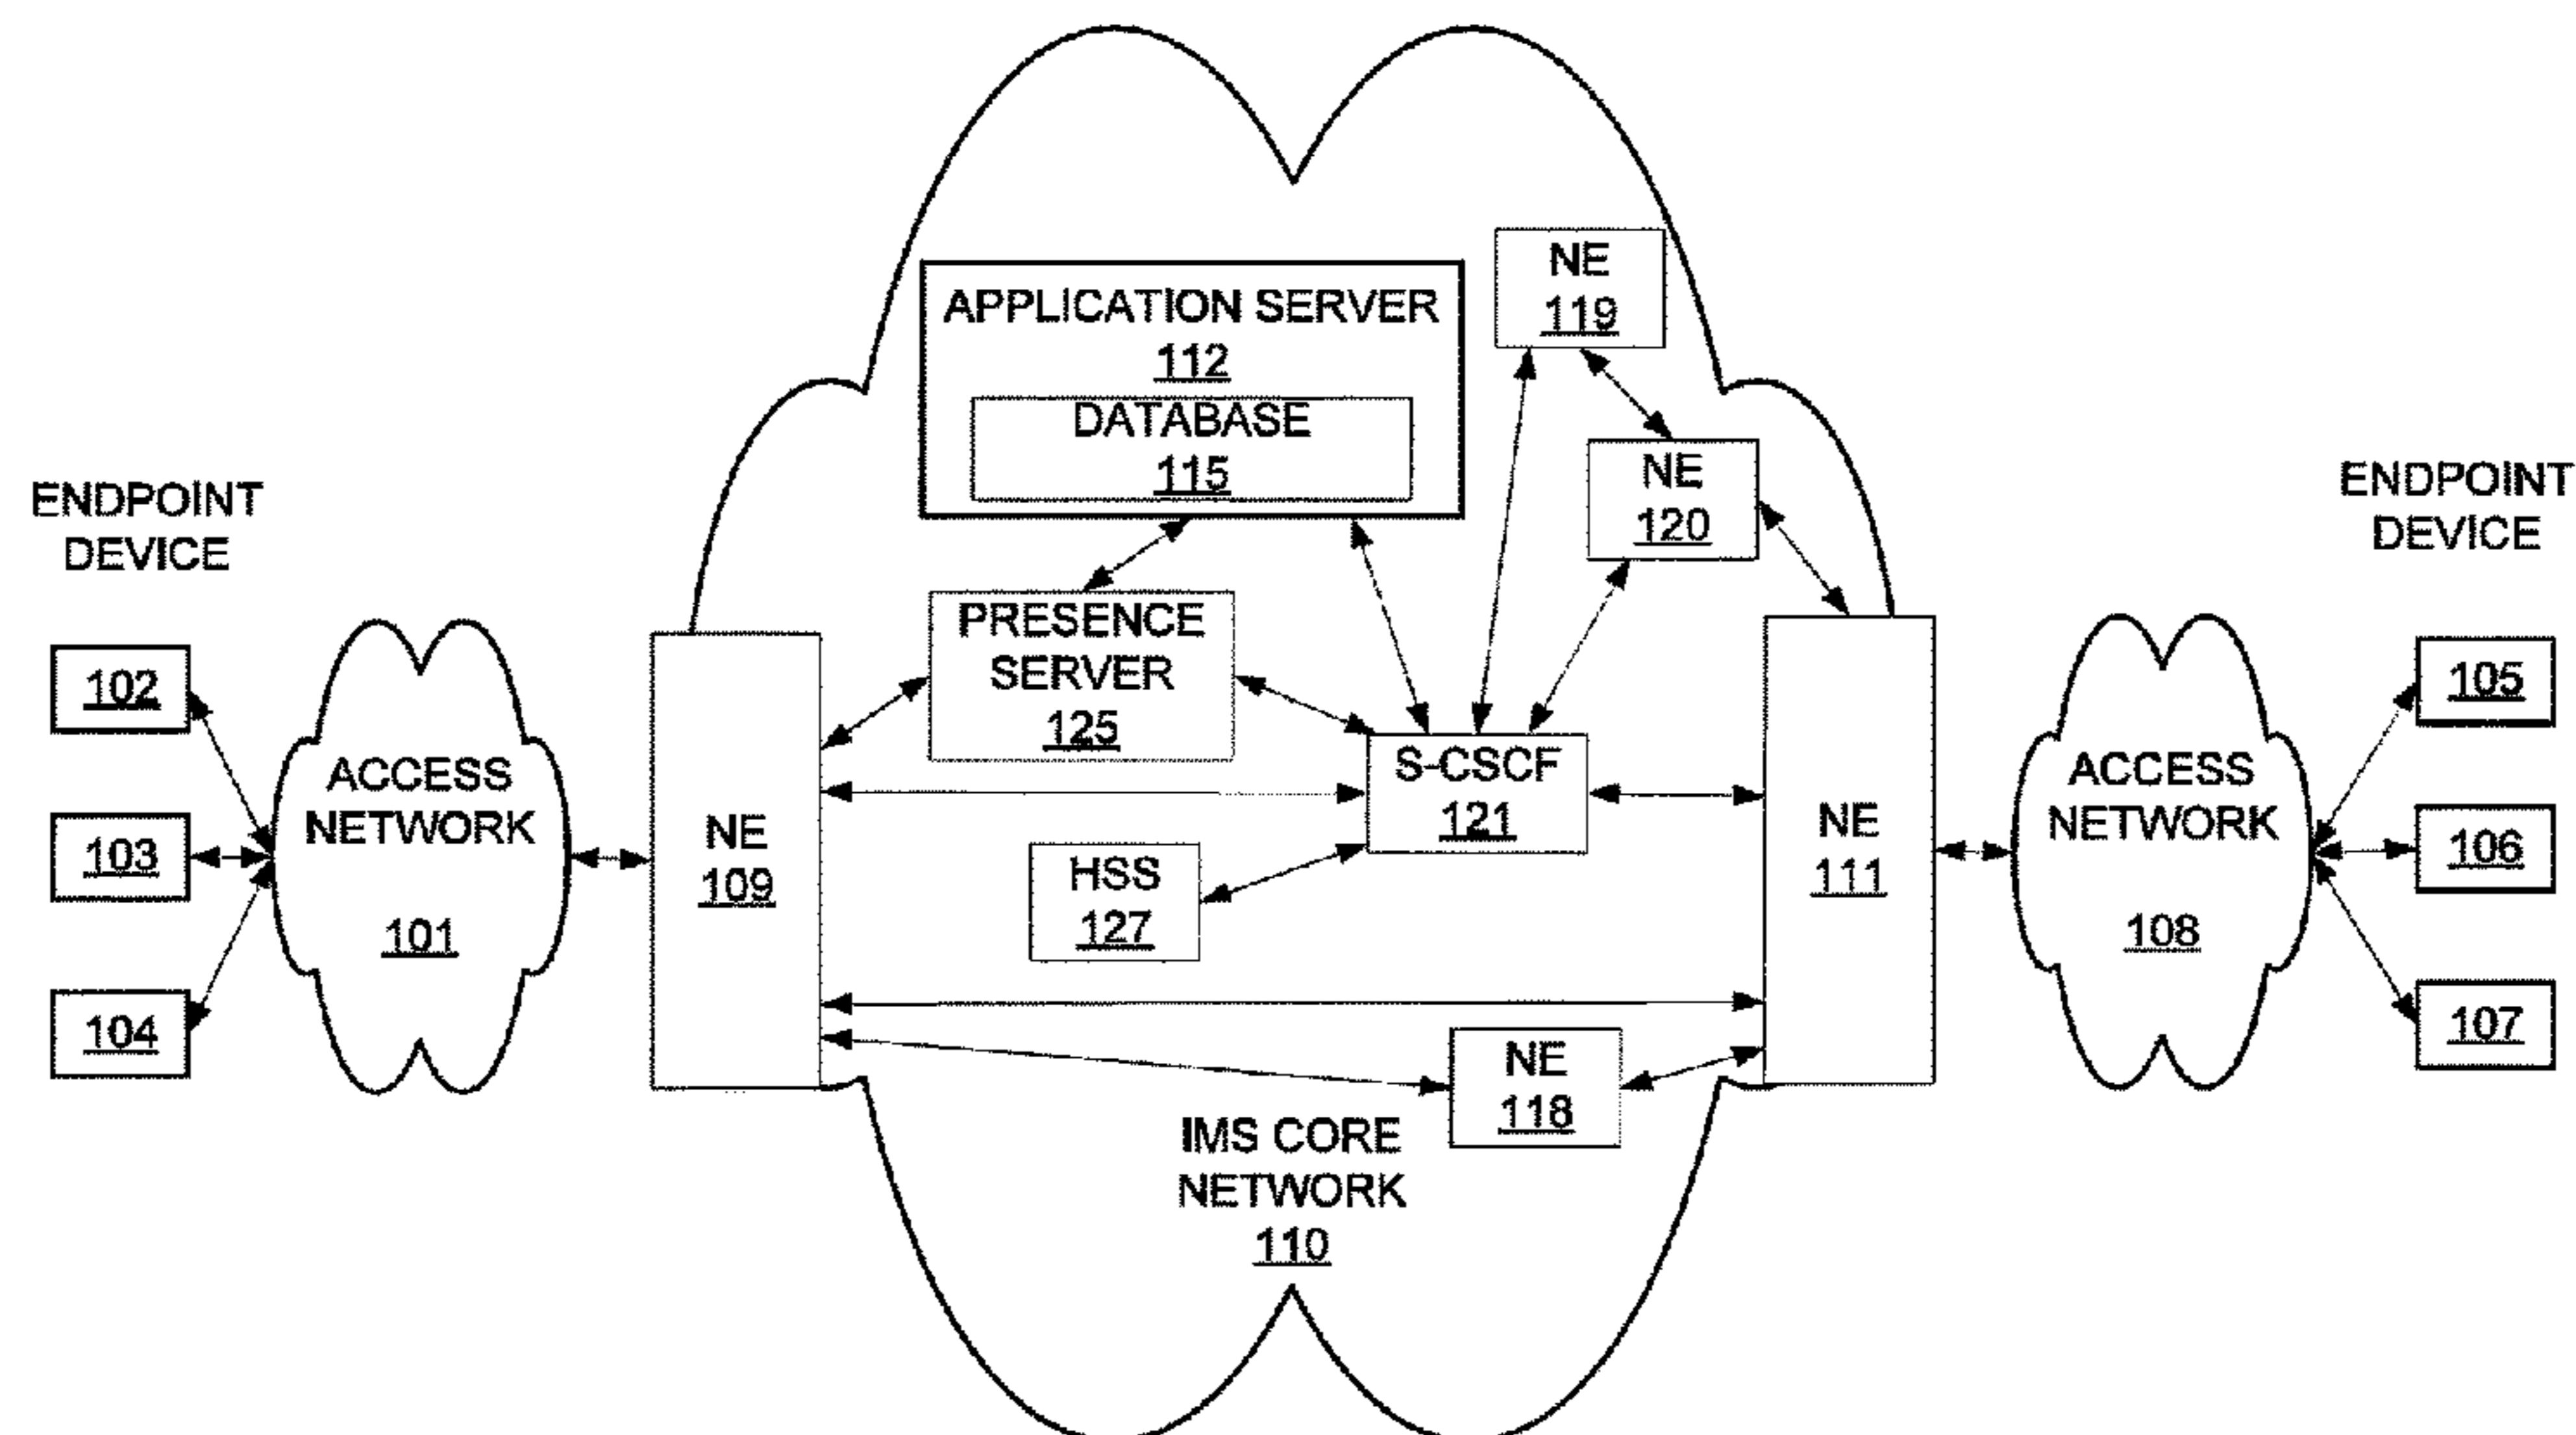 ENDPOINT
DEVICE
102
103
104
ACCESS
NETWORK
101
NE
109
APPLICATION SERVER
112
DATABASE
115
PRESENCE
SERVER
125
NE
119
NE
120
S-CSCF
121
HSS
127
NE
118
IMS CORE
NETWORK
110
NE
111
ACCESS
NETWORK
108
ENDPOINT
DEVICE
105
106
107